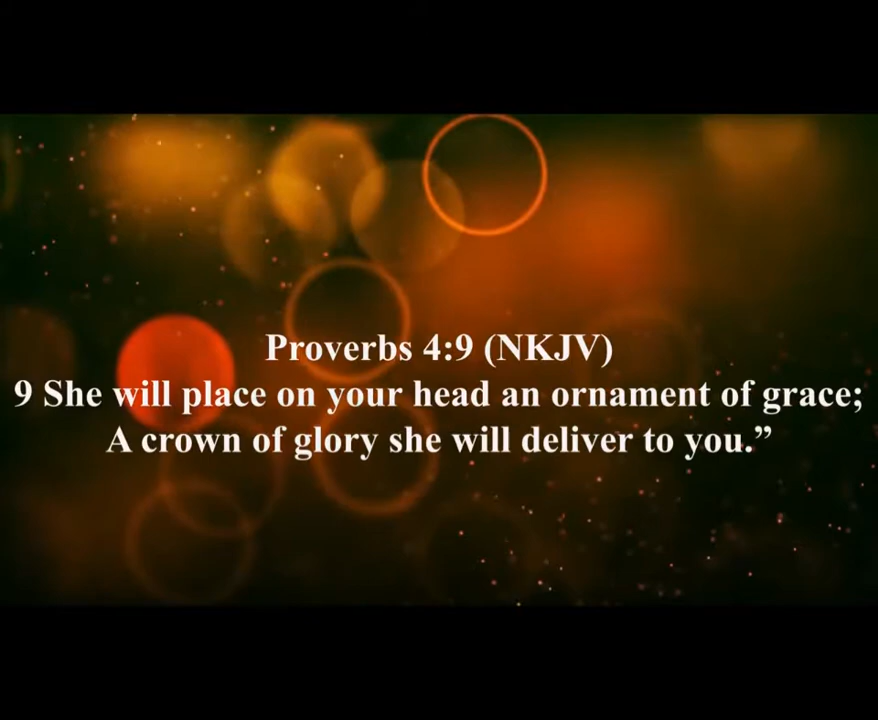 Proverbs 4:9 (NKJV)
9 She will place on your head an ornament of grace;
A crown of glory she will deliver to you.”